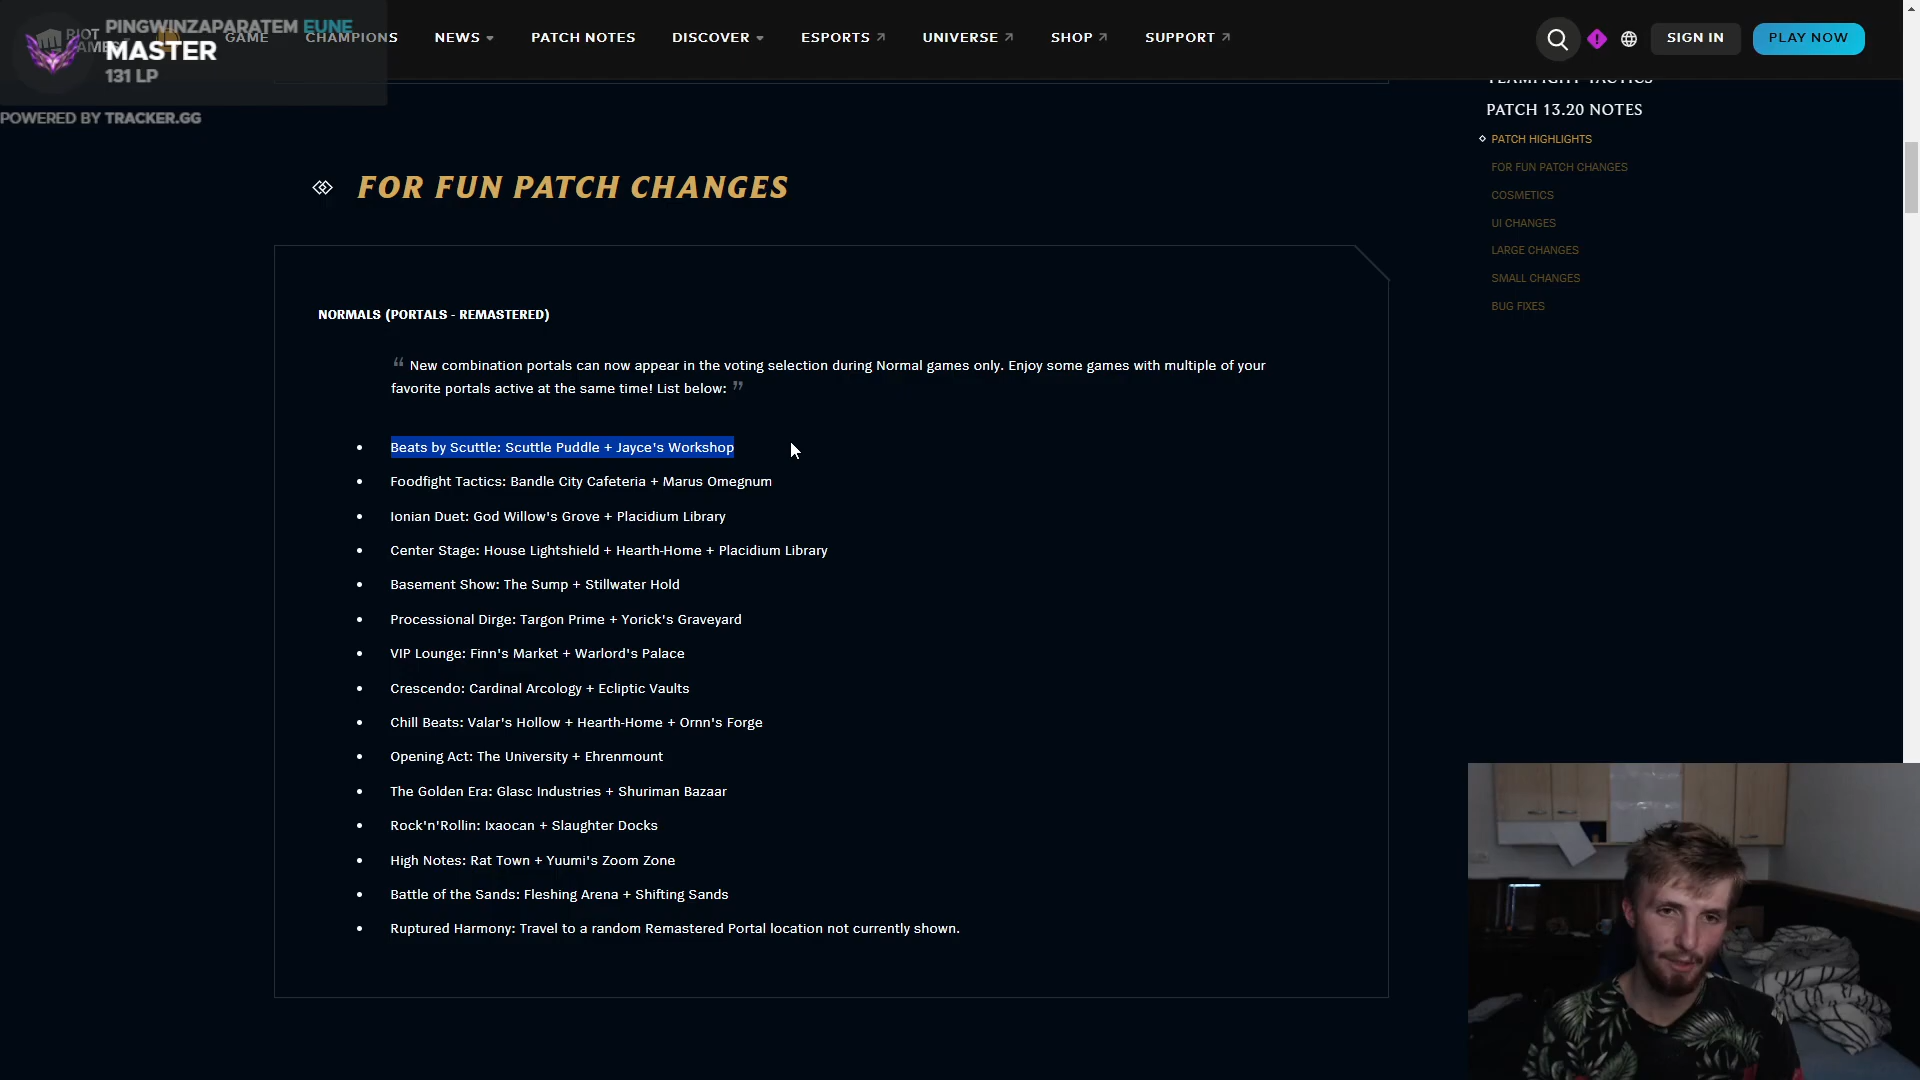 PINGWINZAPARATEM EUNE
MASTER
131 LP
POWERED BY TRACKER.GG
RIOT GAMES
GAME
CHAMPIONS
NEWS
PATCH NOTES
DISCOVER
ESPORTS
UNIVERSE
SHOP
SUPPORT
SIGN IN
PLAY NOW
TEAMFIGHT TACTICS
PATCH 13.20 NOTES
PATCH HIGHLIGHTS
FOR FUN PATCH CHANGES
COSMETICS
UI CHANGES
LARGE CHANGES
SMALL CHANGES
BUG FIXES
FOR FUN PATCH CHANGES
NORMALS (PORTALS - REMASTERED)
“ New combination portals can now appear in the voting selection during Normal games only. Enjoy some games with multiple of your
favorite portals active at the same time! List below: ”
• Beats by Scuttle: Scuttle Puddle + Jayce's Workshop
• Foodfight Tactics: Bandle City Cafeteria + Marus Omegnum
• Ionian Duet: God Willow's Grove + Placidium Library
• Center Stage: House Lightshield + Hearth-Home + Placidium Library
• Basement Show: The Sump + Stillwater Hold
• Processional Dirge: Targon Prime + Yorick's Graveyard
• VIP Lounge: Finn's Market + Warlord's Palace
• Crescendo: Cardinal Arcology + Ecliptic Vaults
• Chill Beats: Valar's Hollow + Hearth-Home + Ornn's Forge
• Opening Act: The University + Ehrenmount
• The Golden Era: Glasc Industries + Shuriman Bazaar
• Rock'n'Rollin: Ixaocan + Slaughter Docks
• High Notes: Rat Town + Yuumi's Zoom Zone
• Battle of the Sands: Fleshing Arena + Shifting Sands
• Ruptured Harmony: Travel to a random Remastered Portal location not currently shown.